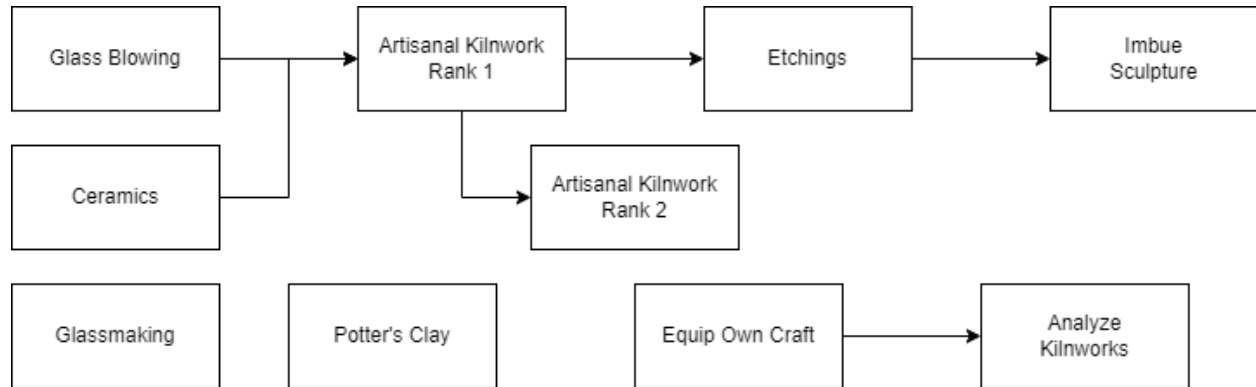 Glass Blowing
Artisanal Kilnwork
Rank 1
Etchings
Imbue
Sculpture
Ceramics
Artisanal Kilnwork
Rank 2
Glassmaking
Potter's Clay
Equip Own Craft
Analyze
Kilnworks